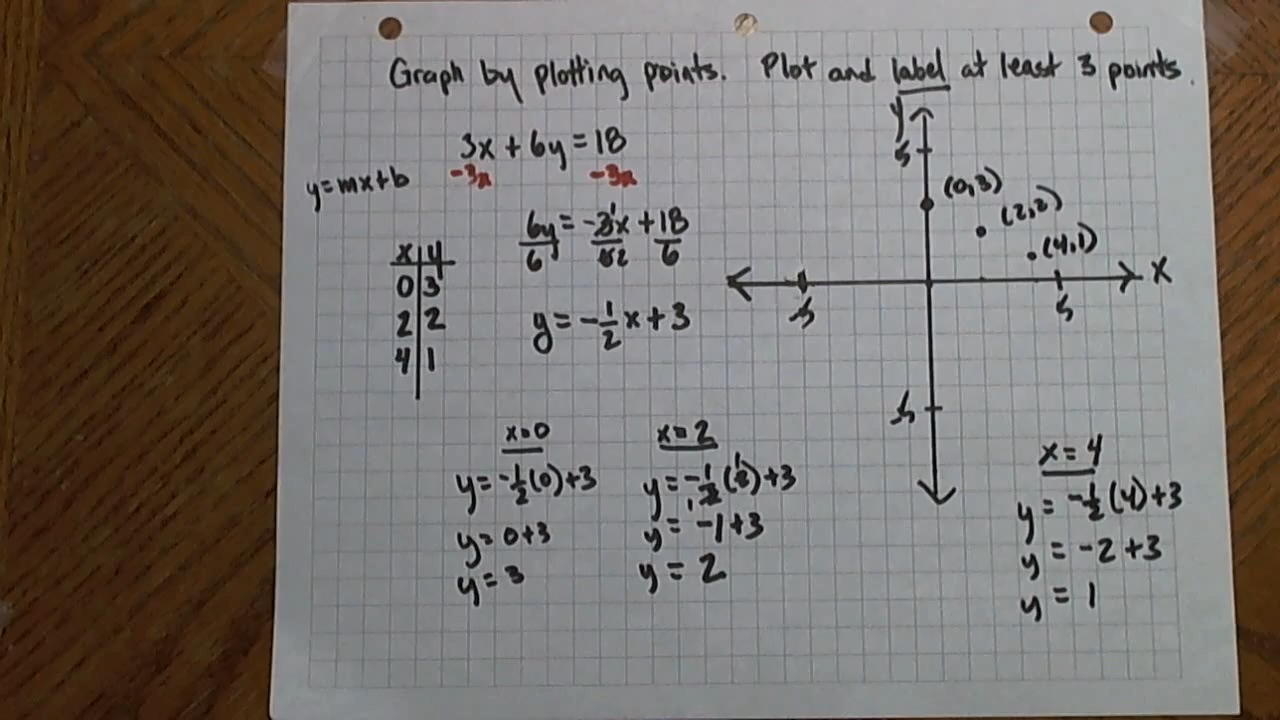 Graph by plotting points. Plot and label at least 3 points.
3x + 6y = 18
-3x -3x
y = mx + b
6y = -3x + 18
6 6 2 6
y = -1/2 x + 3
x y
0 3
2 2
4 1
y
5
(0,3)
(2,2)
(4,1)
x
-5
5
-5
x=0
y = -1/2 (0) + 3
y = 0 + 3
y = 3
x = 2
y = -1/2 (2) + 3
y = -1 + 3
y = 2
x = 4
y = -1/2 (4) + 3
y = -2 + 3
y = 1